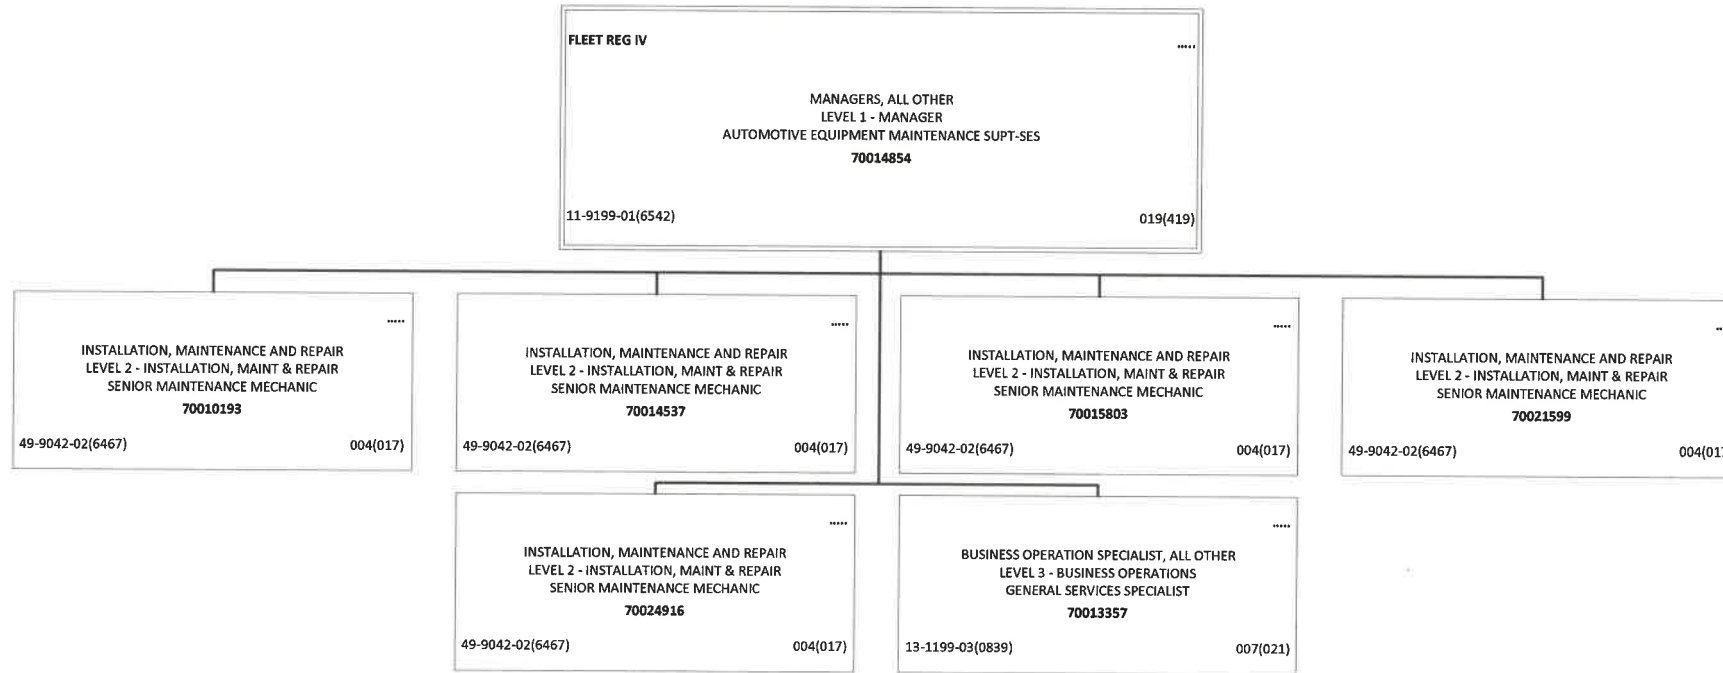 FLEET REG IV
.....
MANAGERS, ALL OTHER
LEVEL 1 - MANAGER
AUTOMOTIVE EQUIPMENT MAINTENANCE SUPT-SES
70014854
11-9199-01(6542)
019(419)
.....
INSTALLATION, MAINTENANCE AND REPAIR
LEVEL 2 - INSTALLATION, MAINT & REPAIR
SENIOR MAINTENANCE MECHANIC
70010193
49-9042-02(6467)
004(017)
.....
INSTALLATION, MAINTENANCE AND REPAIR
LEVEL 2 - INSTALLATION, MAINT & REPAIR
SENIOR MAINTENANCE MECHANIC
70014537
49-9042-02(6467)
004(017)
.....
INSTALLATION, MAINTENANCE AND REPAIR
LEVEL 2 - INSTALLATION, MAINT & REPAIR
SENIOR MAINTENANCE MECHANIC
70015803
49-9042-02(6467)
004(017)
...
INSTALLATION, MAINTENANCE AND REPAIR
LEVEL 2 - INSTALLATION, MAINT & REPAIR
SENIOR MAINTENANCE MECHANIC
70021599
49-9042-02(6467)
004(017
.....
INSTALLATION, MAINTENANCE AND REPAIR
LEVEL 2 - INSTALLATION, MAINT & REPAIR
SENIOR MAINTENANCE MECHANIC
70024916
49-9042-02(6467)
004(017)
.....
BUSINESS OPERATION SPECIALIST, ALL OTHER
LEVEL 3 - BUSINESS OPERATIONS
GENERAL SERVICES SPECIALIST
70013357
13-1199-03(0839)
007(021)